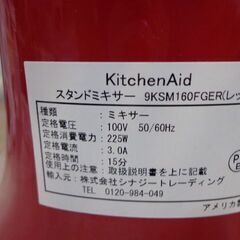 KitchenAid
スタンドミキサー 9KSM160FGER(レッ
種類 : ミキサー
定格電圧 : 100V 50/60Hz
定格消費電力 : 225W
定格電流 : 3.0A
定格時間 : 15分
使用上の注意 : 取扱説明書を上に記
輸入元 : 株式会社シナジートレーディング
TEL 0120-984-049
アメリカ製